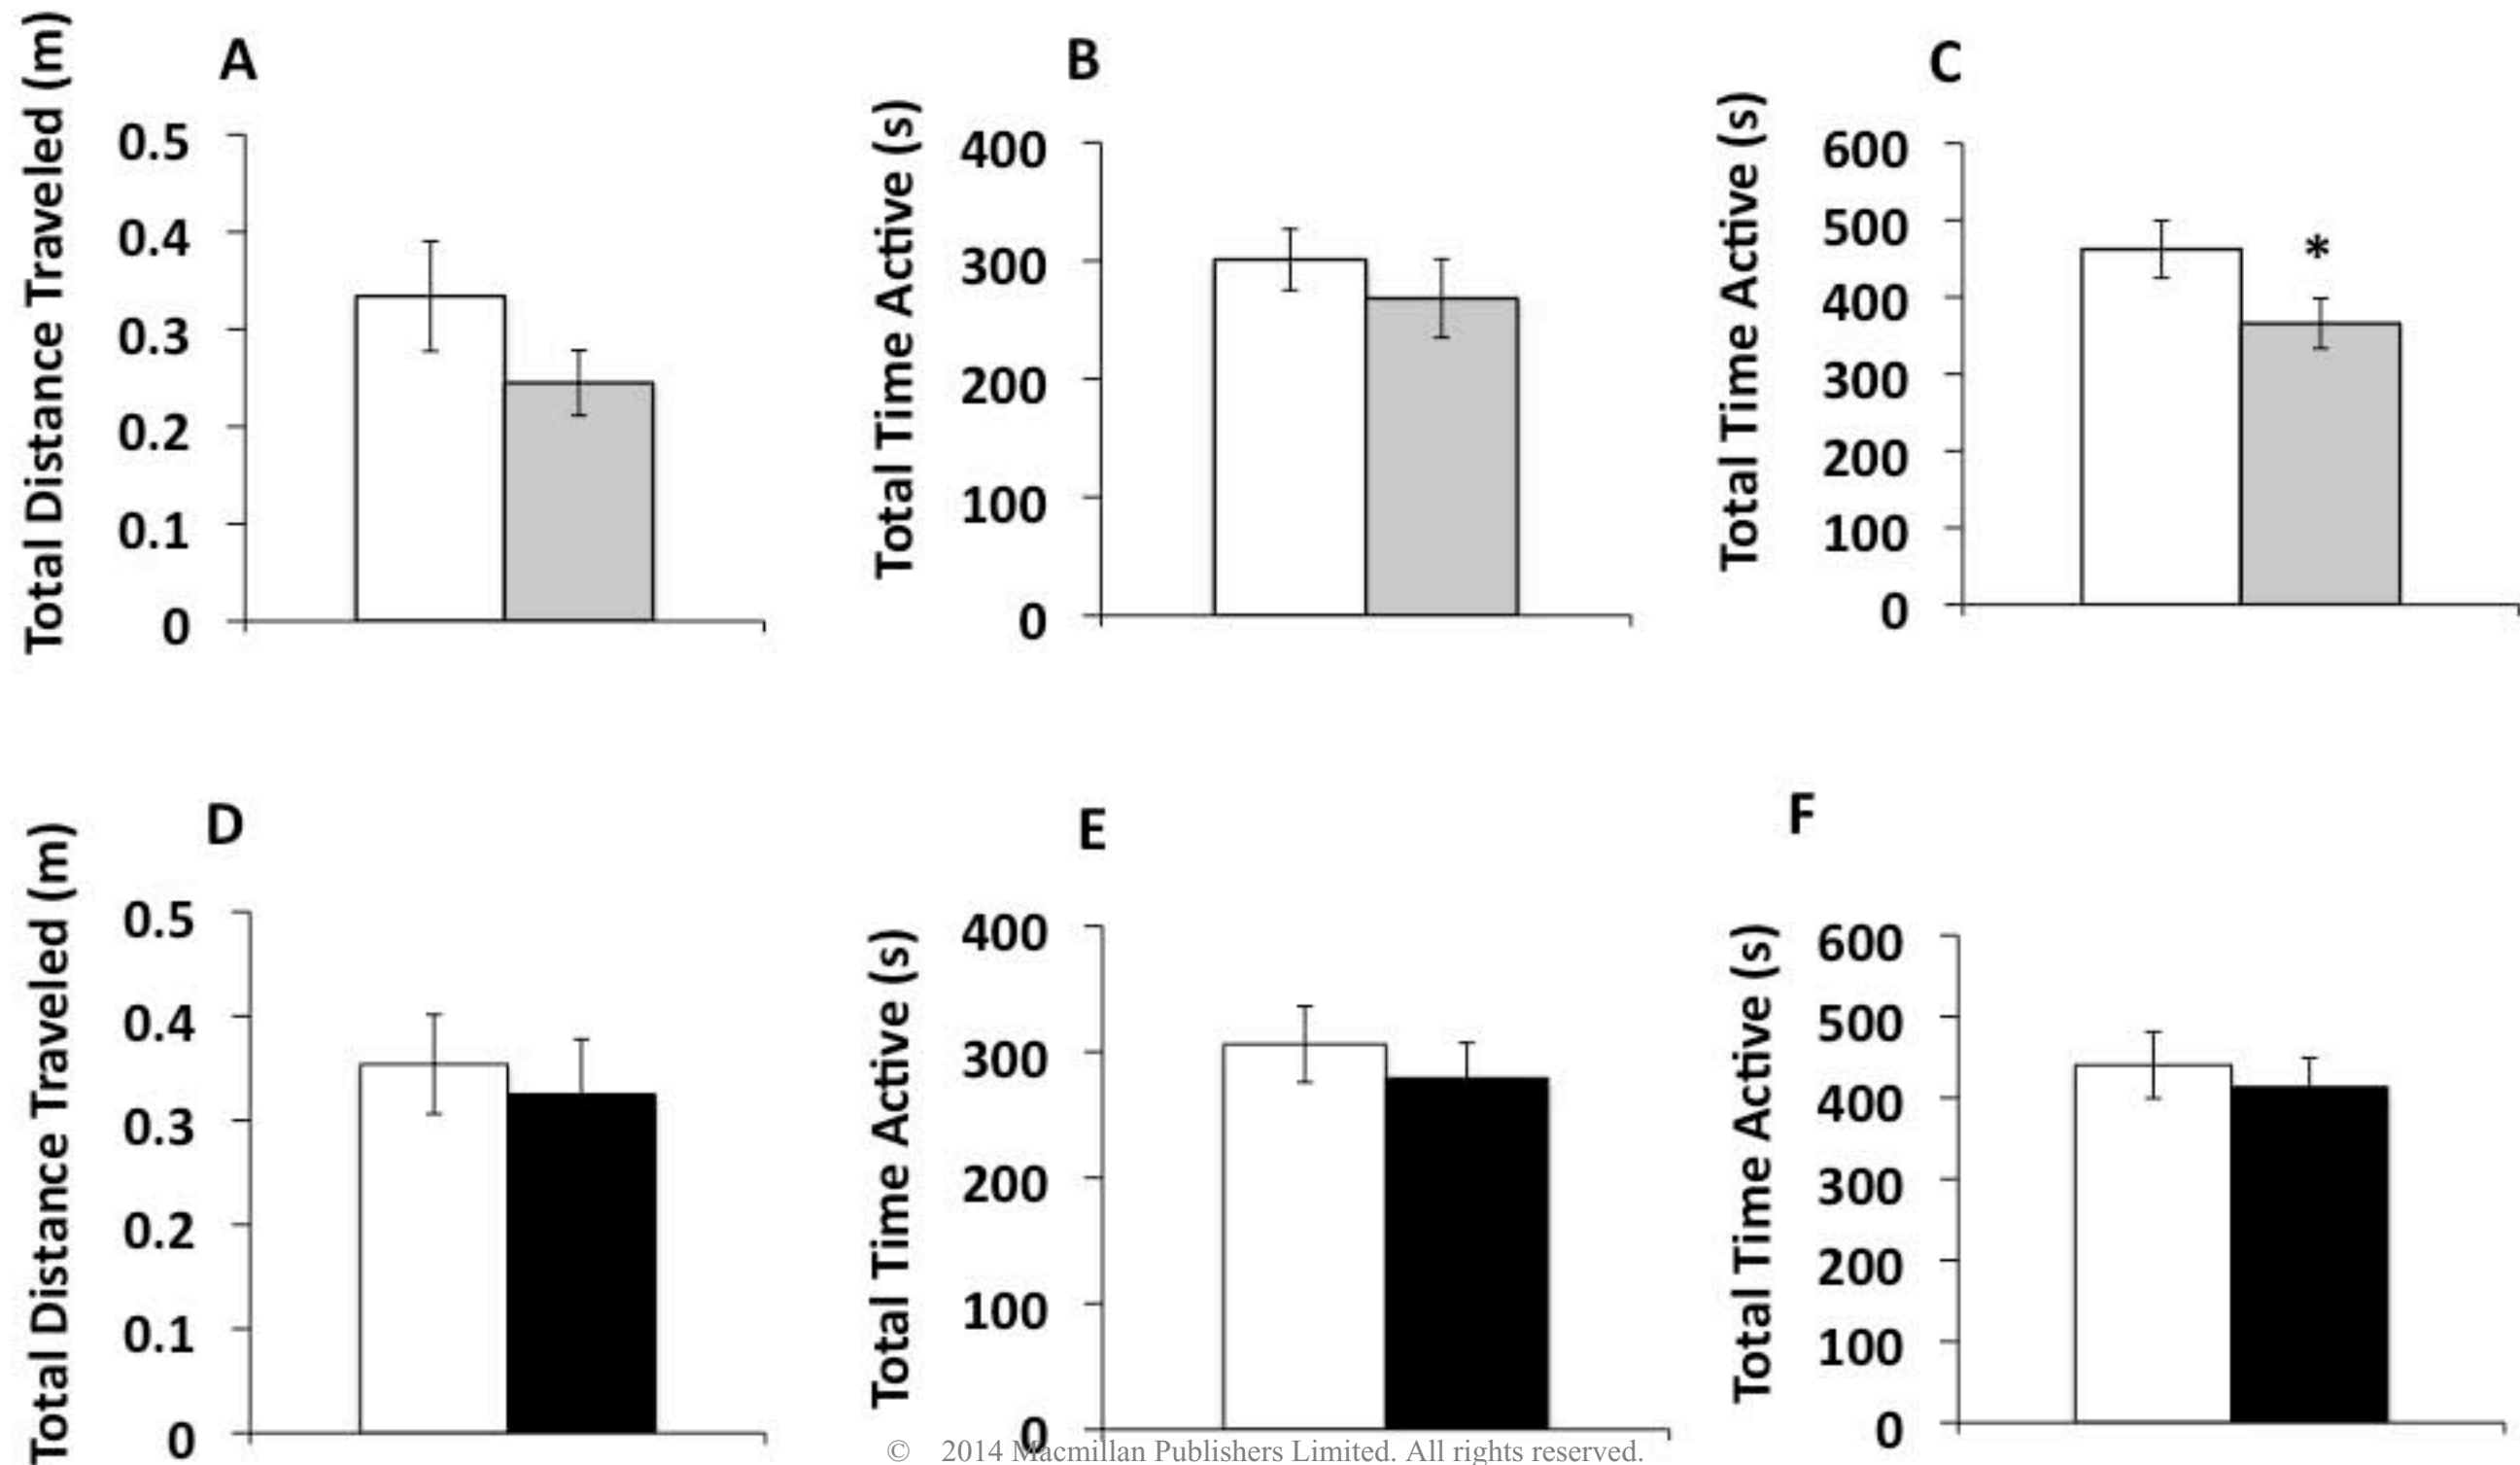 A
Total Distance Traveled (m)
0.5
0.4
0.3
0.2
0.1
0
B
Total Time Active (s)
400
300
200
100
0
C
Total Time Active (s)
600
500
400
300
200
100
0
*
D
Total Distance Traveled (m)
0.5
0.4
0.3
0.2
0.1
0
E
Total Time Active (s)
400
300
200
100
0
F
Total Time Active (s)
600
500
400
300
200
100
0
© 2014 Macmillan Publishers Limited. All rights reserved.